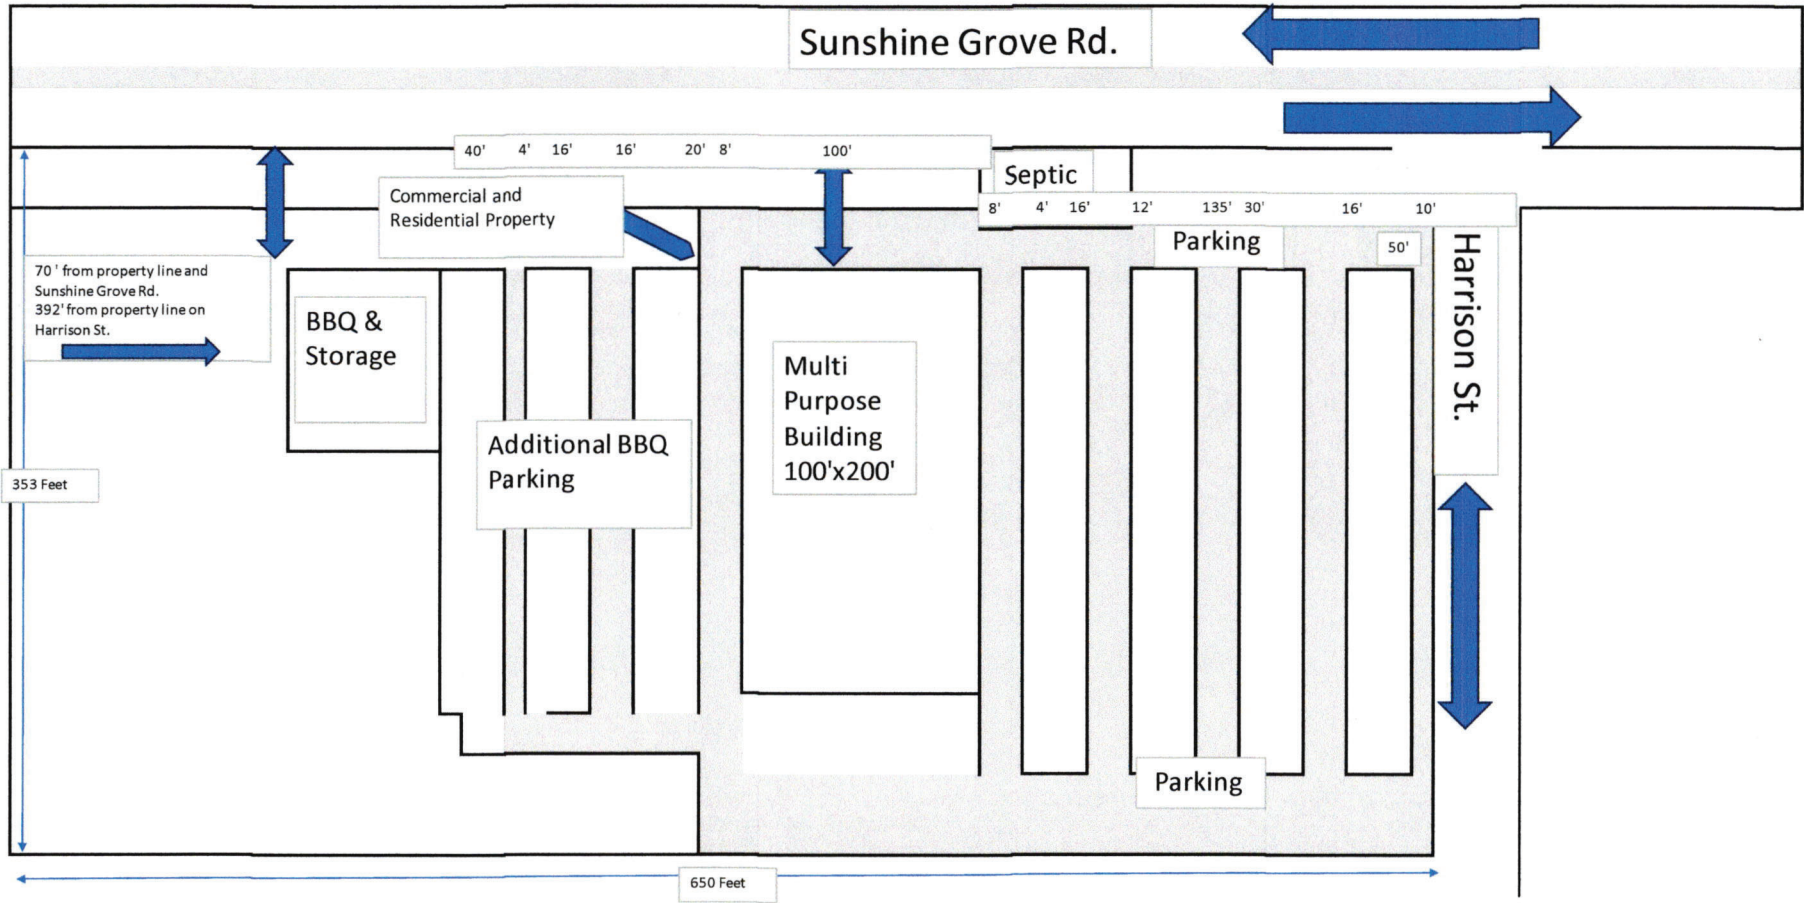 Sunshine Grove Rd.
40' 4' 16' 16' 20' 8' 100'
Septic
Commercial and
Residential Property
8' 4' 16' 12' 135' 30' 16' 10'
Parking
50'
Harrison St.
70 ' from property line and
Sunshine Grove Rd.
392' from property line on
Harrison St.
BBQ &
Storage
Multi
Purpose
Building
100'x200'
Additional BBQ
Parking
353 Feet
Parking
650 Feet